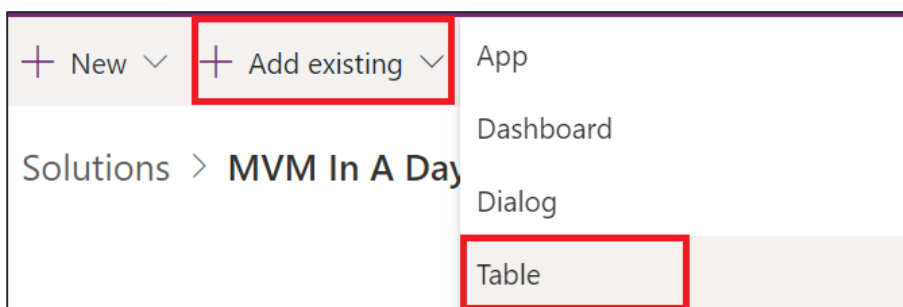 New
Add existing
App
Dashboard
Solutions > MVM In A Day
Dialog
Table